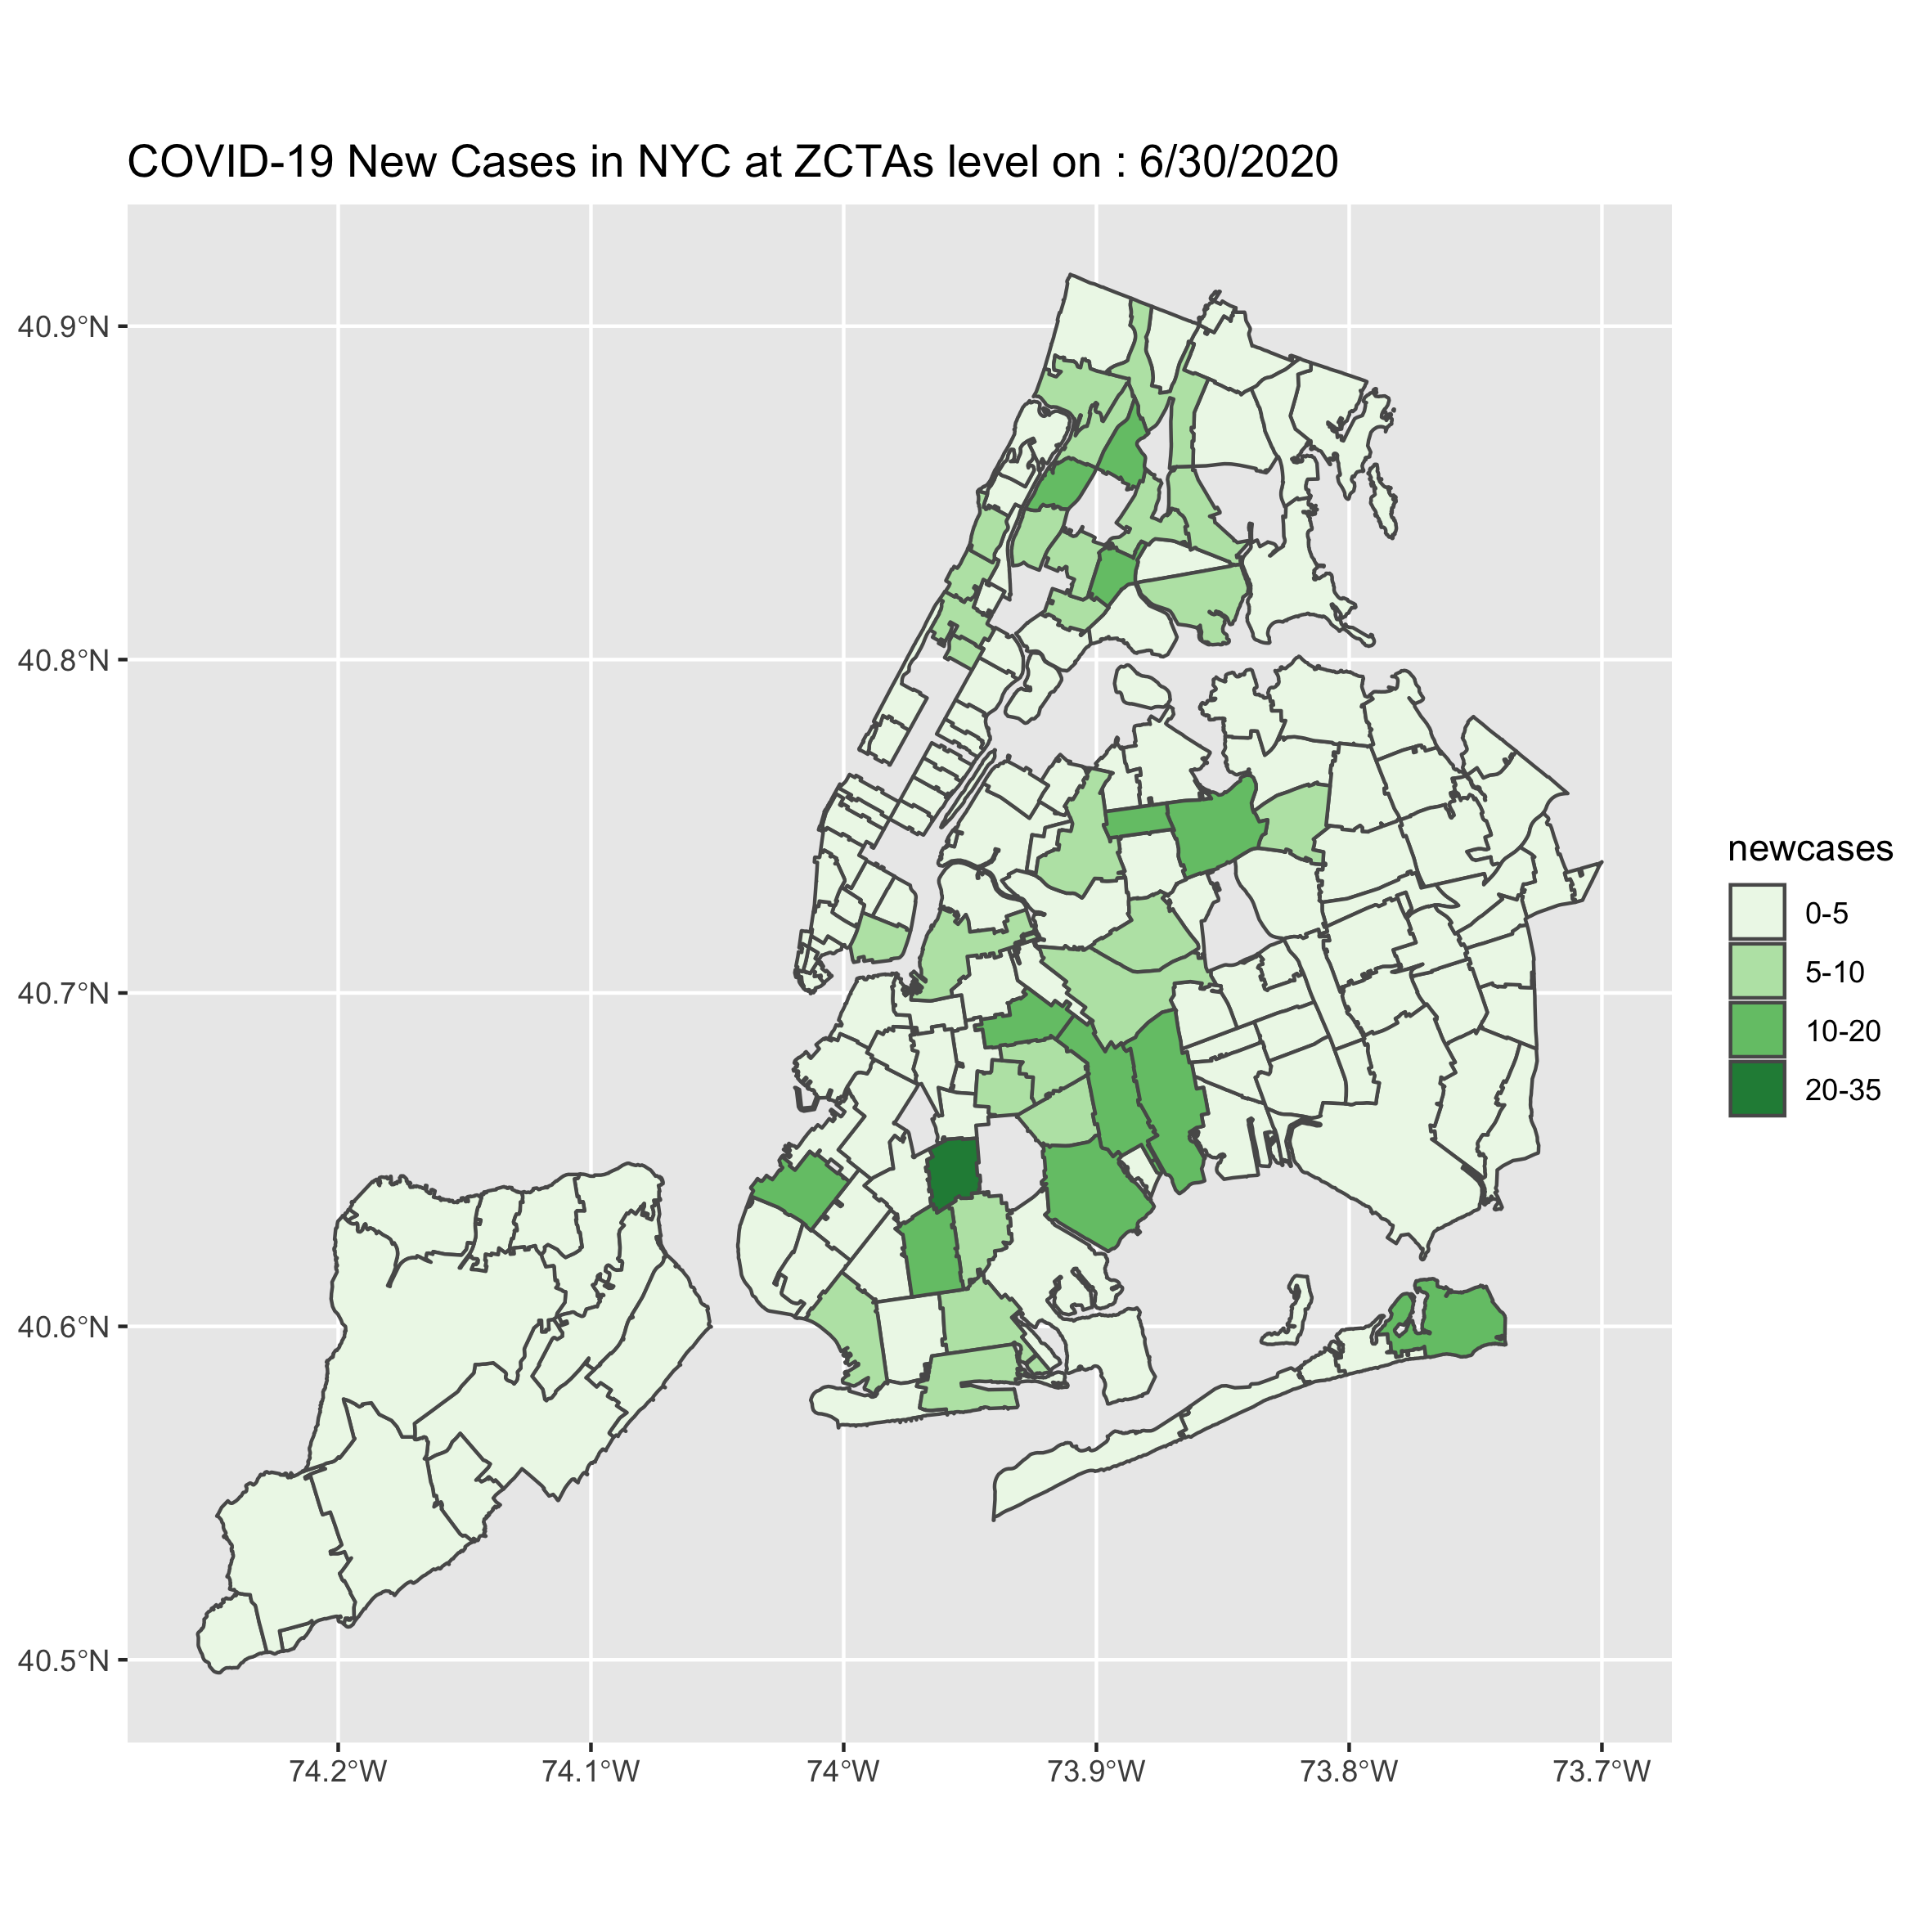 COVID-19 New Cases in NYC at ZCTAs level on : 6/30/2020
40.9°N
40.8°N
40.7°N
40.6°N
40.5°N
74.2°W 74.1°W 74°W 73.9°W 73.8°W 73.7°W
newcases
0-5
5-10
10-20
20-35